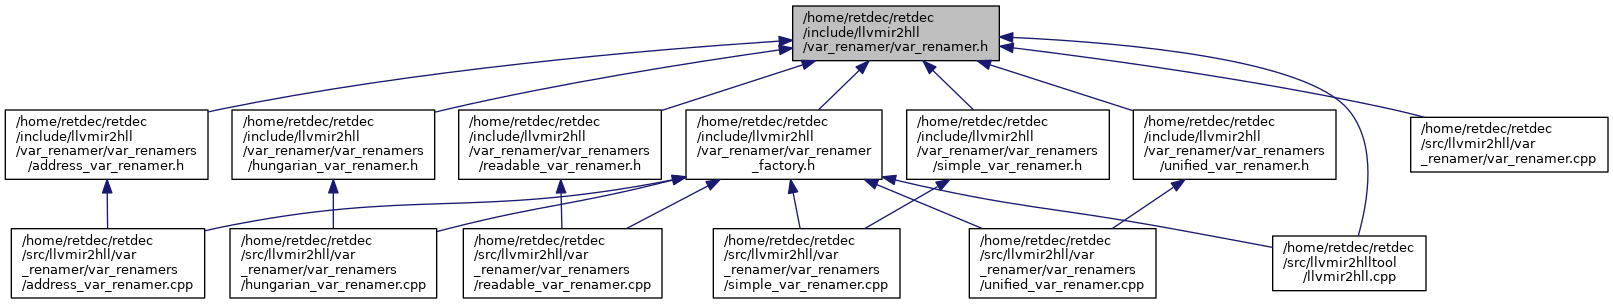 /home/retdec/retdec
/include/llvmir2hll
/var_renamer/var_renamer.h
/home/retdec/retdec
/include/llvmir2hll
/var_renamer/var_renamers
/address_var_renamer.h
/home/retdec/retdec
/include/llvmir2hll
/var_renamer/var_renamers
/hungarian_var_renamer.h
/home/retdec/retdec
/include/llvmir2hll
/var_renamer/var_renamers
/readable_var_renamer.h
/home/retdec/retdec
/include/llvmir2hll
/var_renamer/var_renamer
_factory.h
/home/retdec/retdec
/include/llvmir2hll
/var_renamer/var_renamers
/simple_var_renamer.h
/home/retdec/retdec
/include/llvmir2hll
/var_renamer/var_renamers
/unified_var_renamer.h
/home/retdec/retdec
/src/llvmir2hll/var
_renamer/var_renamer.cpp
/home/retdec/retdec
/src/llvmir2hll/var
_renamer/var_renamers
/address_var_renamer.cpp
/home/retdec/retdec
/src/llvmir2hll/var
_renamer/var_renamers
/hungarian_var_renamer.cpp
/home/retdec/retdec
/src/llvmir2hll/var
_renamer/var_renamers
/readable_var_renamer.cpp
/home/retdec/retdec
/src/llvmir2hll/var
_renamer/var_renamers
/simple_var_renamer.cpp
/home/retdec/retdec
/src/llvmir2hll/var
_renamer/var_renamers
/unified_var_renamer.cpp
/home/retdec/retdec
/src/llvmir2hlltool
/llvmir2hll.cpp